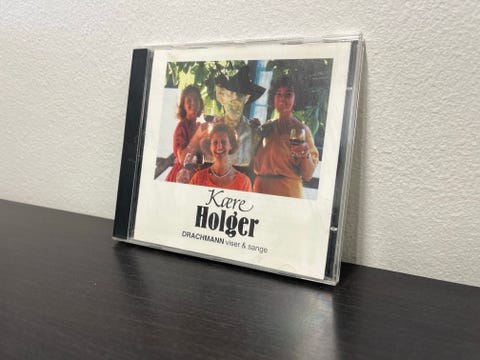 Kære
Holger
DRACHMANN viser & sange